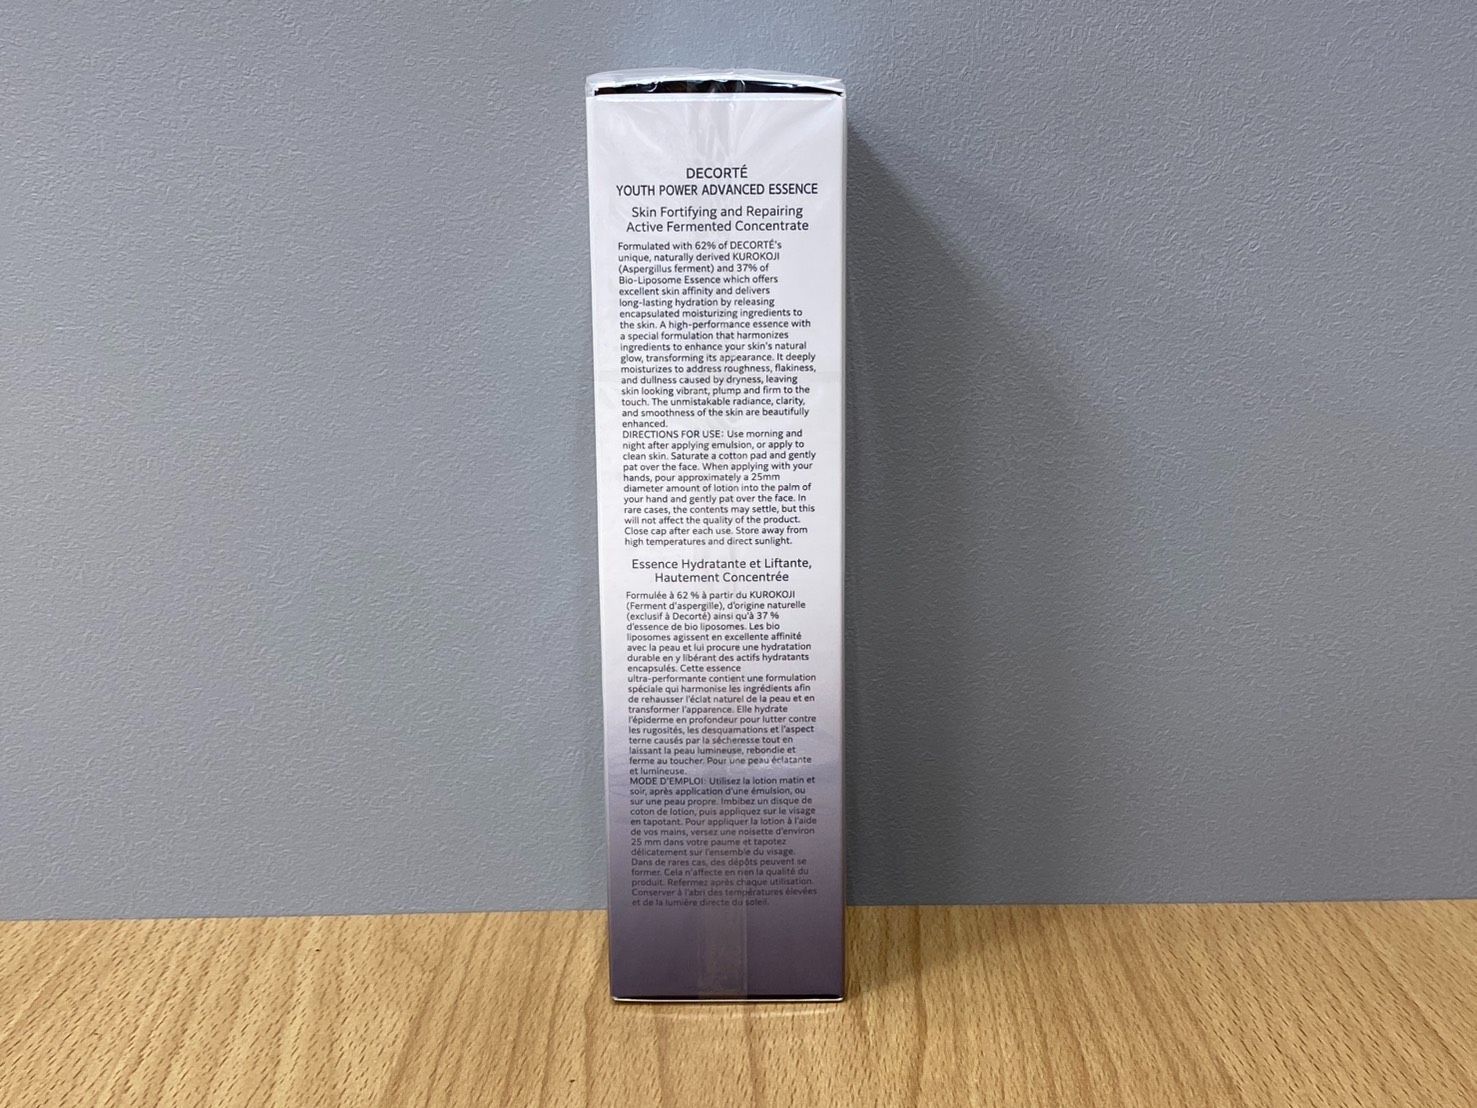 DECORTÉ
YOUTH POWER ADVANCED ESSENCE
Skin Fortifying and Repairing
Active Fermented Concentrate
Formulated with 62% of DECORTÉ's
unique, naturally derived KUROKOJI
(Aspergillus ferment) and 37% of
Bio-Liposome Essence which offers
excellent skin affinity and delivers
long-lasting hydration by releasing
encapsulated moisturizing ingredients to
the skin. A high-performance essence with
a special formulation that harmonizes
ingredients to enhance your skin's natural
glow, transforming its appearance. It deeply
moisturizes to address roughness, flakiness,
and dullness caused by dryness, leaving
skin looking vibrant, plump and firm to the
touch. The unmistakable radiance, clarity,
and smoothness of the skin are beautifully
enhanced.
DIRECTIONS FOR USE: Use morning and
night after applying emulsion, or apply to
clean skin. Saturate a cotton pad and gently
pat over the face. When applying with your
hands, pour approximately a 25mm
diameter amount of lotion into the palm of
your hand and gently pat over the face. In
rare cases, the contents may settle, but this
will not affect the quality of the product.
Close cap after each use. Store away from
high temperatures and direct sunlight.
Essence Hydratante et Liftante,
Hautement Concentrée
Formulée à 62 % à partir du KUROKOJI
(Ferment d'aspergille), d'origine naturelle
(exclusif à Decorté) ainsi qu'à 37 %
d'essence de bio liposomes. Les bio
liposomes agissent en excellente affinité
avec la peau et lui procure une hydratation
durable en y libérant des actifs hydratants
encapsulés. Cette essence
ultra-performante contient une formulation
spéciale qui harmonise les ingrédients afin
de rehausser l'éclat naturel de la peau et en
transformer l'apparence. Elle hydrate
l'épiderme en profondeur pour lutter contre
les rugosités, les desquamations et l'aspect
terne causés par la sécheresse tout en
laissant la peau lumineuse, rebondie et
ferme au toucher. Pour une peau éclatante
et lumineuse.
MODE D'EMPLOI: Utilisez la lotion matin et
soir, après application d'une émulsion, ou
sur une peau propre. Imbibez un disque de
coton de lotion, puis appliquez sur le visage
en tapotant. Pour appliquer la lotion à l'aide
de vos mains, versez une noisette d'environ
25 mm dans votre paume et tapotez
délicatement sur l'ensemble du visage.
Dans de rares cas, des dépôts peuvent se
former. Cela n'affecte en rien la qualité du
produit. Refermez après chaque utilisation.
Conserver à l'abri des températures élevées
et de la lumière directe du soleil.